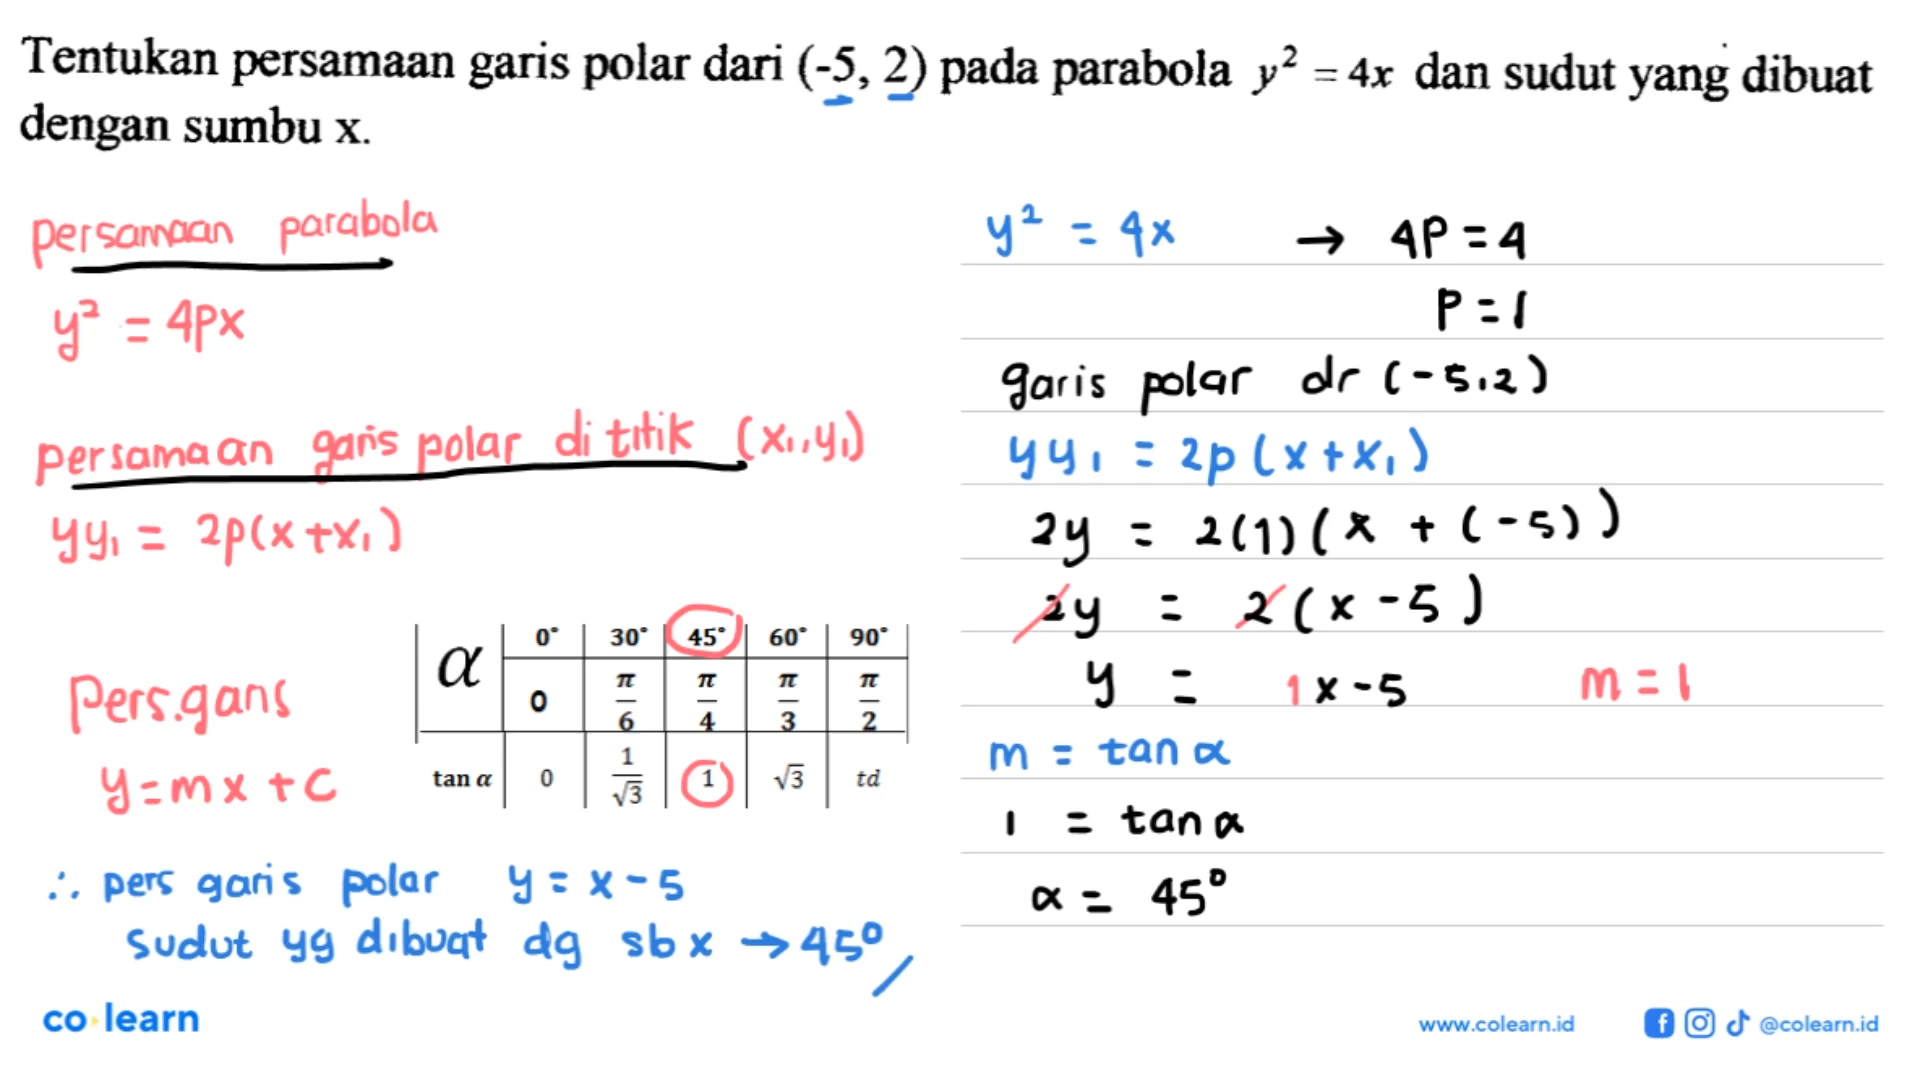 Tentukan persamaan garis polar dari (-5, 2) pada parabola y² = 4x dan sudut yang dibuat
dengan sumbu x.
persamaan parabola
y² = 4px
persamaan garis polar di titik (x₁,y₁)
yy₁ = 2p(x+x₁)
α 0° 30° 45° 60° 90°
0 π/6 π/4 π/3 π/2
tan α 0 1/√3 1 √3 td
Pers.garis
y=mx+c
∴ pers garis polar y = x - 5
sudut yg dibuat dg sb x → 45°
y² = 4x → 4P = 4
P = 1
garis polar dr (-5,2)
yy₁ = 2p(x+x₁)
2y = 2(1)(x + (-5))
2y = 2(x-5)
y = 1x-5 m = 1
m = tan α
1 = tan α
α = 45°
co learn
www.colearn.id @colearn.id